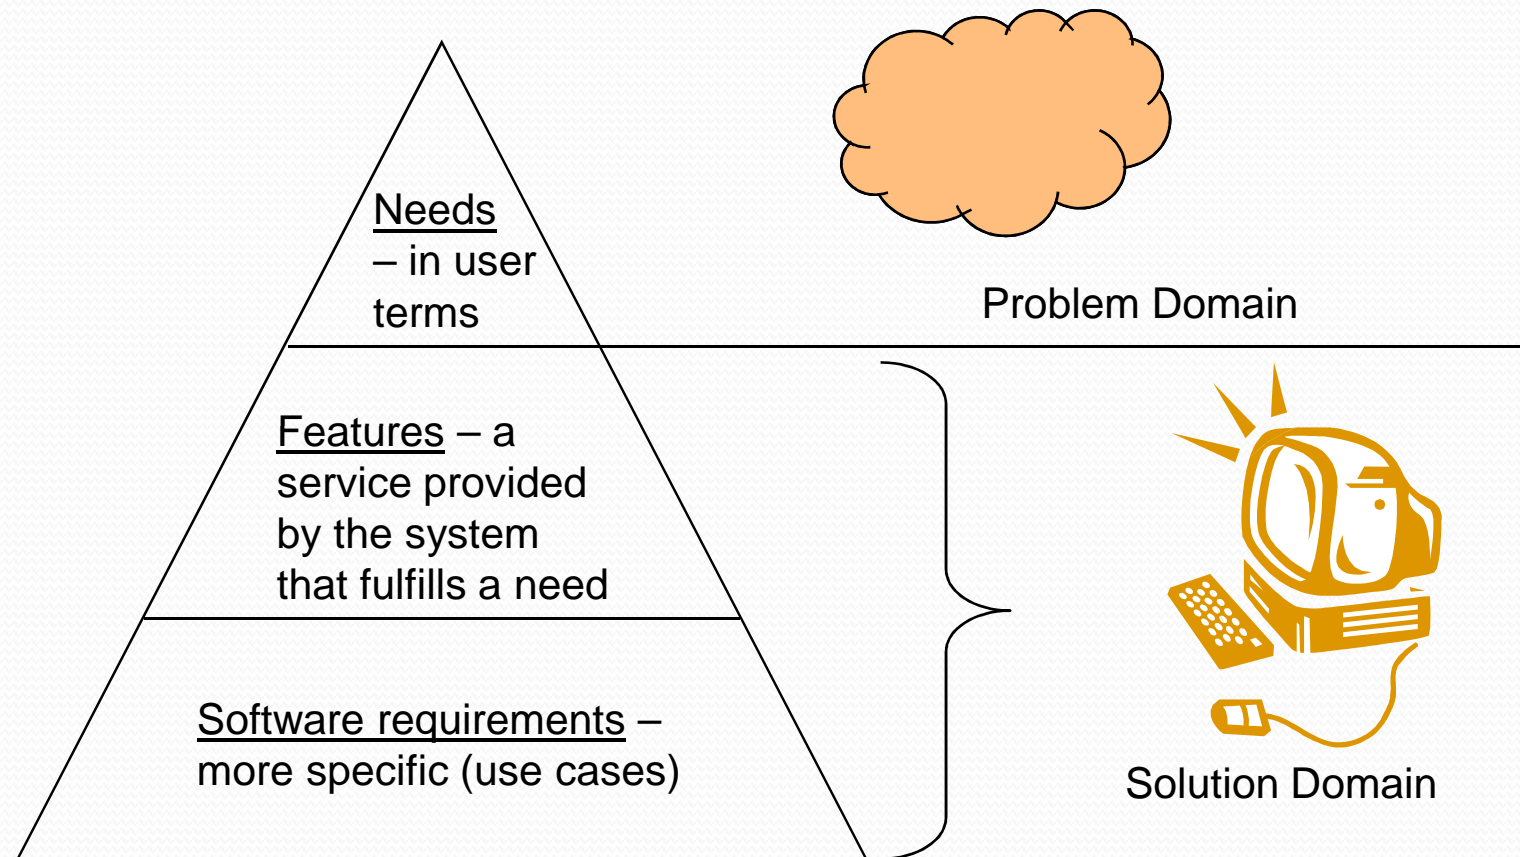 Needs
– in user
terms
Problem Domain
Features – a
service provided
by the system
that fulfills a need
Software requirements –
more specific (use cases)
Solution Domain